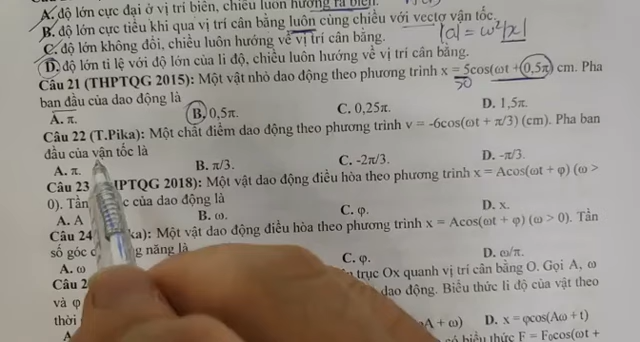 A. độ lớn cực đại ở vị trí biên, chiều luôn hướng ra biên.
B. độ lớn cực tiểu khi qua vị trí cân bằng luôn cùng chiều với vectơ vận tốc.
C. độ lớn không đổi, chiều luôn hướng về vị trí cân bằng. |a| = ω²|x|
D. độ lớn tỉ lệ với độ lớn của li độ, chiều luôn hướng về vị trí cân bằng.
Câu 21 (THPTQG 2015): Một vật nhỏ dao động theo phương trình x = 5cos(ωt + 0,5π) cm. Pha
ban đầu của dao động là
A. π. B. 0,5π. C. 0,25π. D. 1,5π.
Câu 22 (T.Pika): Một chất điểm dao động theo phương trình v = -6cos(ωt + π/3) (cm). Pha ban
đầu của vận tốc là
A. π. B. π/3. C. -2π/3. D. -π/3.
Câu 23 PTQG 2018): Một vật dao động điều hòa theo phương trình x = Acos(ωt + φ) (ω >
0). Tần c của dao động là
A. A B. ω. C. φ. D. x.
Câu 24 ka): Một vật dao động điều hòa theo phương trình x = Acos(ωt + φ) (ω > 0). Tần
số góc g năng là
A. ω C. φ. D. ω/π.
Câu 2 trục Ox quanh vị trí cân bằng O. Gọi A, ω
và φ dao động. Biểu thức li độ của vật theo
thời A + ω) D. x = φcos(Aω + t)
A có biểu thức F = F₀cos(ωt +